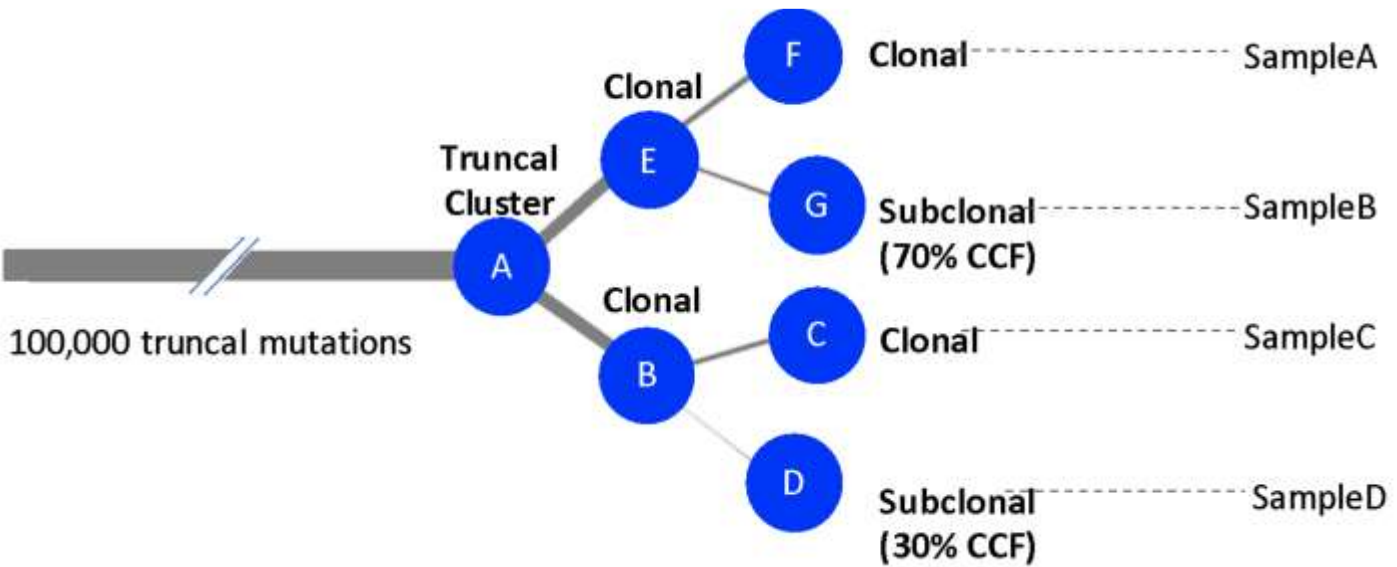 F
Clonal
SampleA
Clonal
E
Truncal
Cluster
G
Subclonal
(70% CCF)
SampleB
A
100,000 truncal mutations
Clonal
B
C
Clonal
SampleC
D
Subclonal
(30% CCF)
SampleD